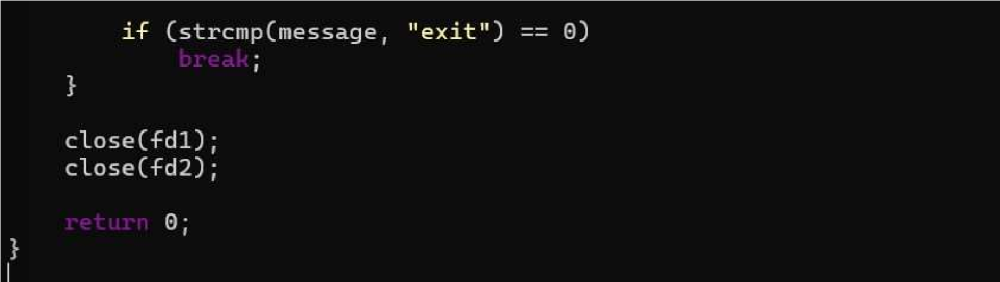 if (strcmp(message, "exit") == 0)
break;
}
close(fd1);
close(fd2);
return 0;
}